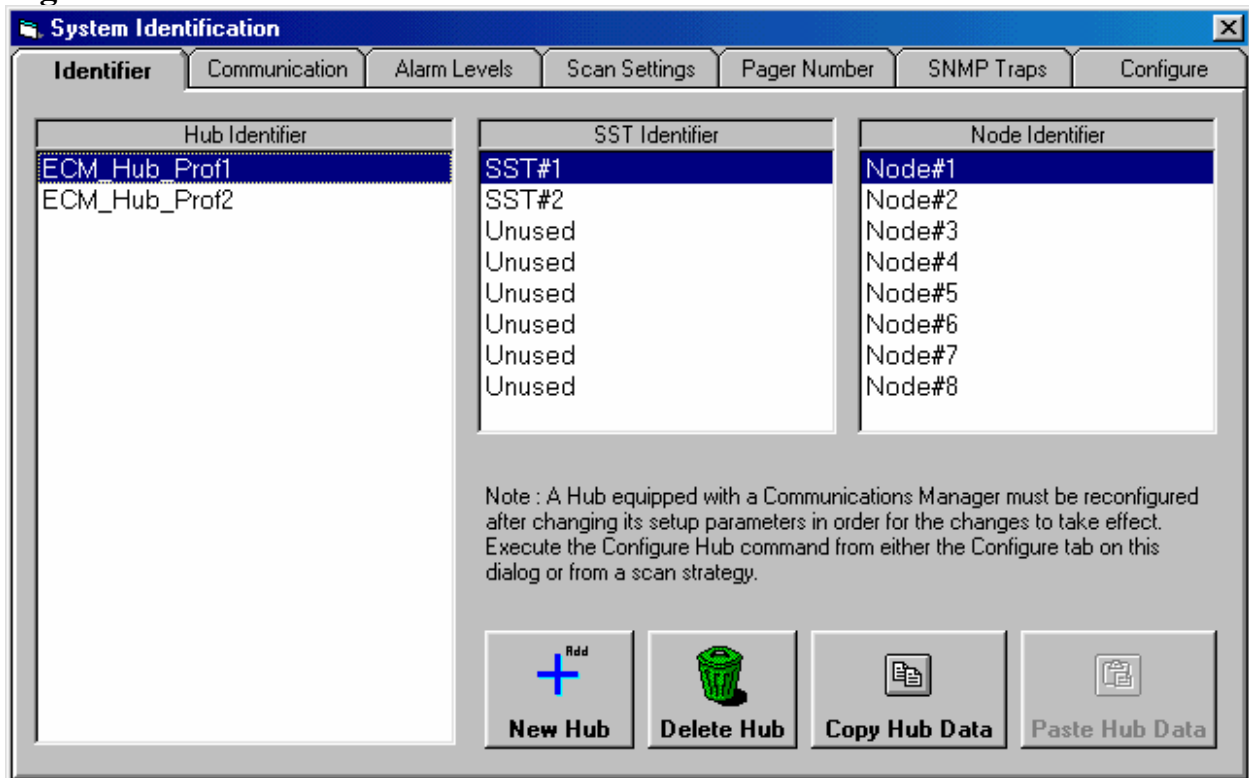 System Identification
Identifier Communication Alarm Levels Scan Settings Pager Number SNMP Traps Configure
Hub Identifier
ECM_Hub_Prof1
ECM_Hub_Prof2
SST Identifier
SST#1
SST#2
Unused
Unused
Unused
Unused
Unused
Unused
Node Identifier
Node#1
Node#2
Node#3
Node#4
Node#5
Node#6
Node#7
Node#8
Note : A Hub equipped with a Communications Manager must be reconfigured
after changing its setup parameters in order for the changes to take effect.
Execute the Configure Hub command from either the Configure tab on this
dialog or from a scan strategy.
Add
New Hub
Delete Hub
Copy Hub Data
Paste Hub Data